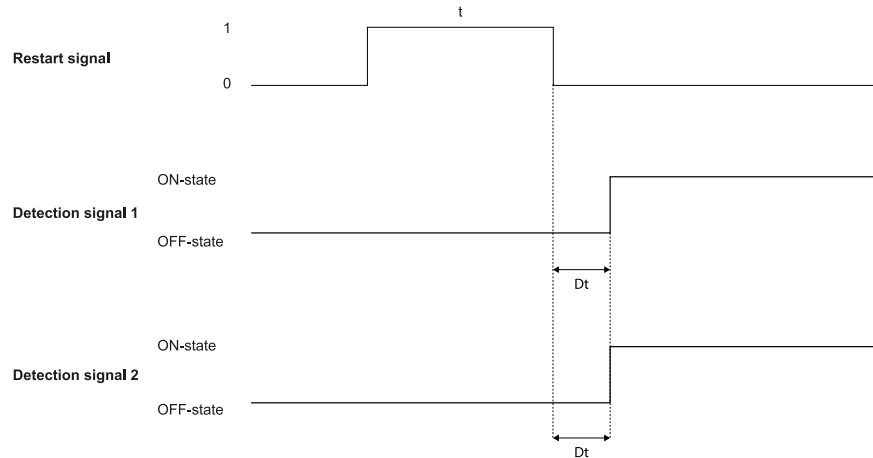 t
1
Restart signal
0
ON-state
Detection signal 1
OFF-state
Dt
ON-state
Detection signal 2
OFF-state
Dt